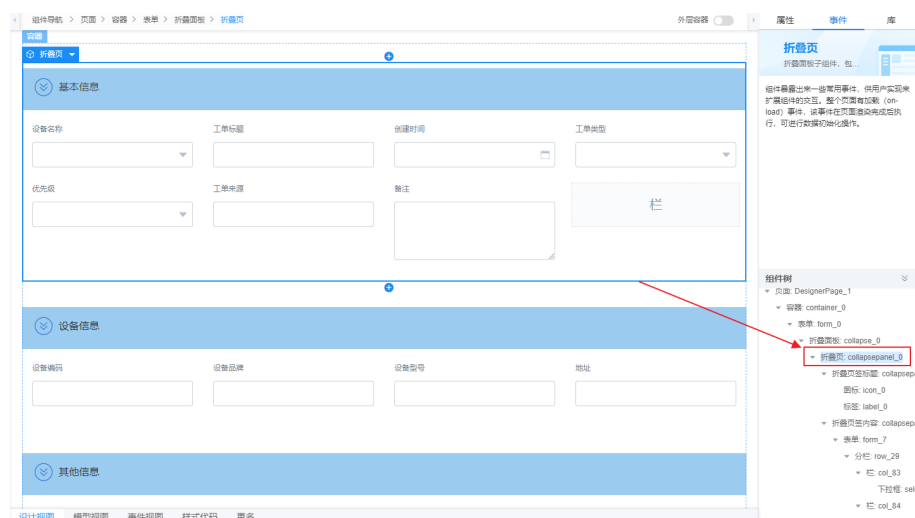 组件导航 > 页面 > 容器 > 表单 > 折叠面板 > 折叠页
外层容器
属性 事件 库
容器
折叠页
折叠页
折叠面板子组件，包...
组件暴露出来一些常用事件，供用户实现来
扩展组件的交互。整个页面有加载（on-
load）事件，该事件在页面渲染完成后执
行，可进行数据初始化操作。
基本信息
设备名称 工单标题 创建时间 工单类型
优先级 工单来源 备注
栏
组件树
页面: DesignerPage_1
容器: container_0
表单: form_0
折叠面板: collapse_0
折叠页: collapsepanel_0
折叠页签标题: collapsepa
图标: icon_0
标签: label_0
折叠页签内容: collapsepa
表单: form_7
分栏: row_29
栏: col_83
下拉框: sel
栏: col_84
设备信息
设备编码 设备品牌 设备型号 地址
其他信息
设计视图 模型视图 事件视图 样式代码 更多